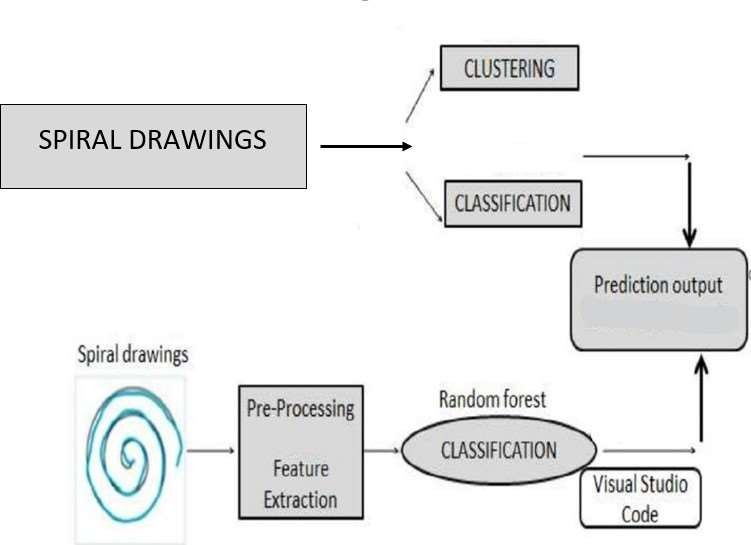 CLUSTERING
SPIRAL DRAWINGS
CLASSIFICATION
Prediction output
Spiral drawings
Pre-Processing
Feature
Extraction
Random forest
CLASSIFICATION
Visual Studio
Code